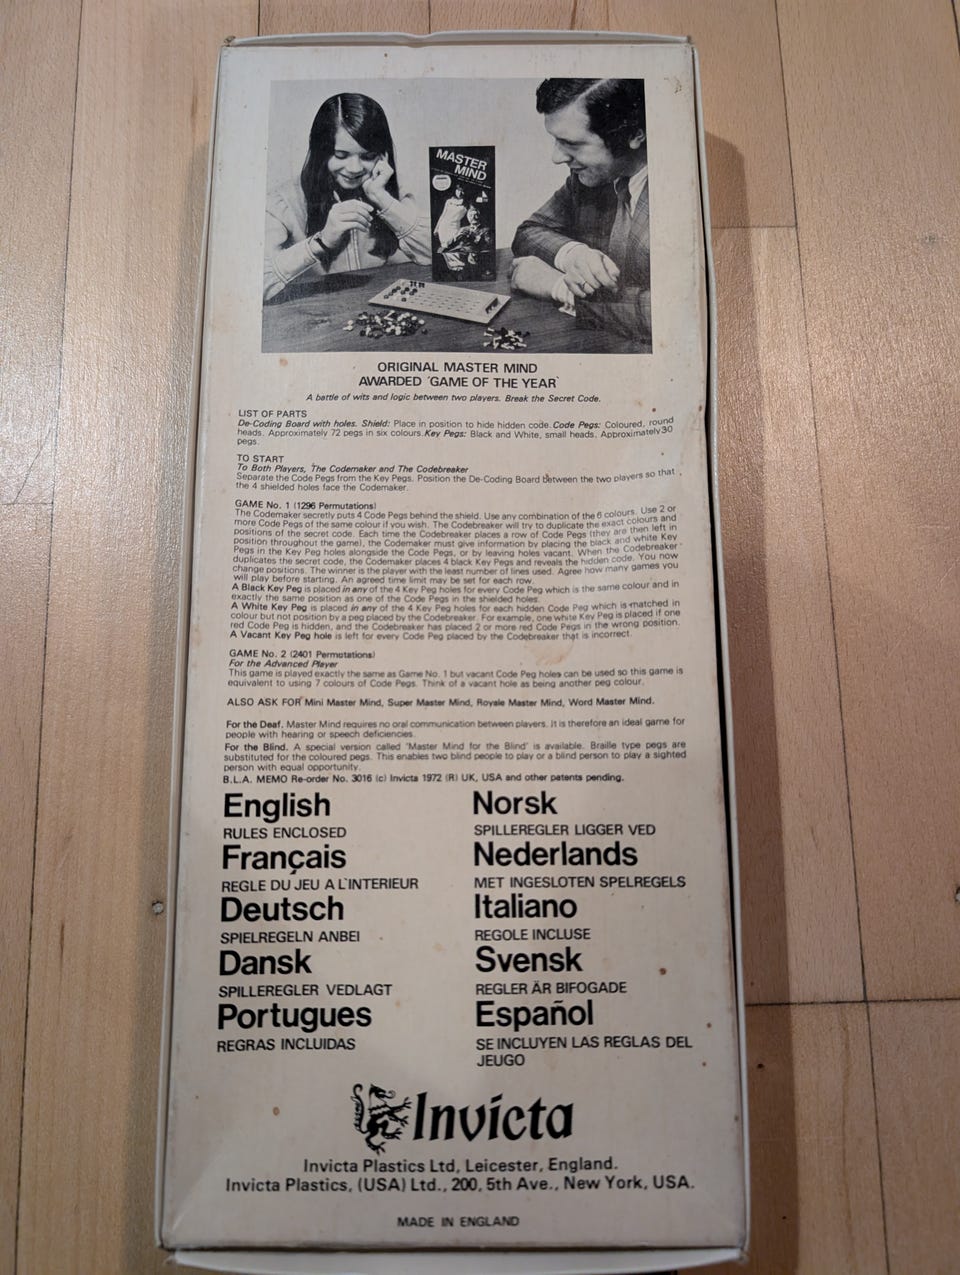 MASTER
MIND
ORIGINAL MASTER MIND
AWARDED 'GAME OF THE YEAR'
A battle of wits and logic between two players. Break the Secret Code.
LIST OF PARTS
De-Coding Board with holes. Shield: Place in position to hide hidden code. Code Pegs: Coloured, round
heads. Approximately 72 pegs in six colours. Key Pegs: Black and White, small heads. Approximately 30
pegs.
TO START
To Both Players, The Codemaker and The Codebreaker
Separate the Code Pegs from the Key Pegs. Position the De-Coding Board between the two players so that
the 4 shielded holes face the Codemaker.
GAME No. 1 (1296 Permutations)
The Codemaker secretly puts 4 Code Pegs behind the shield. Use any combination of the 6 colours. Use 2 or
more Code Pegs of the same colour if you wish. The Codebreaker will try to duplicate the exact colours and
positions of the secret code. Each time the Codebreaker places a row of Code Pegs (they are then left in
position throughout the game), the Codemaker must give information by placing the black and white Key
Pegs in the Key Peg holes alongside the Code Pegs, or by leaving holes vacant. When the Codebreaker
duplicates the secret code, the Codemaker places 4 black Key Pegs and reveals the hidden code. You now
change positions. The winner is the player with the least number of lines used. Agree how many games you
will play before starting. An agreed time limit may be set for each row.
A Black Key Peg is placed in any of the 4 Key Peg holes for every Code Peg which is the same colour and in
exactly the same position as one of the Code Pegs in the shielded holes.
A White Key Peg is placed in any of the 4 Key Peg holes for each hidden Code Peg which is matched in
colour but not position by a peg placed by the Codebreaker. For example, one white Key Peg is placed if one
red Code Peg is hidden, and the Codebreaker has placed 2 or more red Code Pegs in the wrong position.
A Vacant Key Peg hole is left for every Code Peg placed by the Codebreaker that is incorrect.
GAME No. 2 (2401 Permutations)
For the Advanced Player
This game is played exactly the same as Game No. 1 but vacant Code Peg holes can be used so this game is
equivalent to using 7 colours of Code Pegs. Think of a vacant hole as being another peg colour.
ALSO ASK FOR Mini Master Mind, Super Master Mind, Royale Master Mind, Word Master Mind.
For the Deaf. Master Mind requires no oral communication between players. It is therefore an ideal game for
people with hearing or speech deficiencies.
For the Blind. A special version called 'Master Mind for the Blind' is available. Braille type pegs are
substituted for the coloured pegs. This enables two blind people to play or a blind person to play a sighted
person with equal opportunity.
B.L.A. MEMO Re-order No. 3016 (c) Invicta 1972 (R) UK, USA and other patents pending.
English
RULES ENCLOSED
Français
REGLE DU JEU A L'INTERIEUR
Deutsch
SPIELREGELN ANBEI
Dansk
SPILLEREGLER VEDLAGT
Portugues
REGRAS INCLUIDAS
Norsk
SPILLEREGLER LIGGER VED
Nederlands
MET INGESLOTEN SPELREGELS
Italiano
REGOLE INCLUSE
Svensk
REGLER ÄR BIFOGADE
Español
SE INCLUYEN LAS REGLAS DEL
JEUGO
Invicta
Invicta Plastics Ltd, Leicester, England.
Invicta Plastics, (USA) Ltd., 200, 5th Ave., New York, USA.
MADE IN ENGLAND